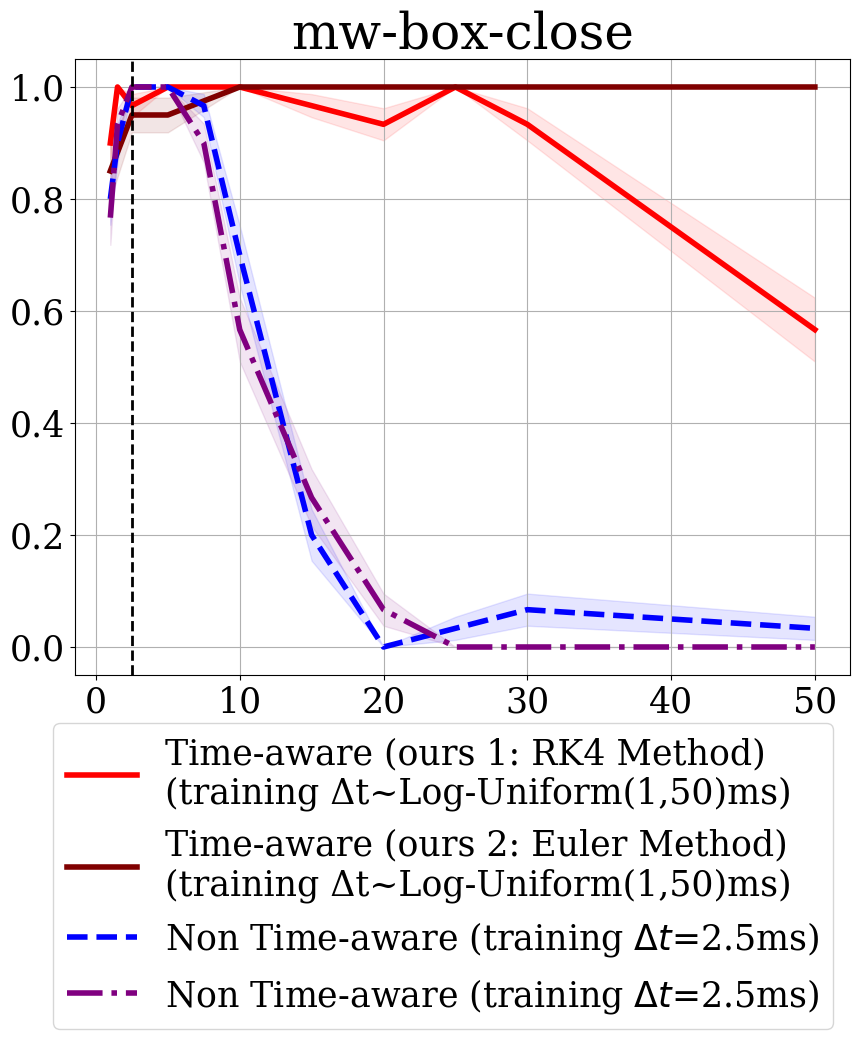 mw-box-close
1.0
0.8
0.6
0.4
0.2
0.0
0 10 20 30 40 50
Time-aware (ours 1: RK4 Method)
(training Δt~Log-Uniform(1,50)ms)
Time-aware (ours 2: Euler Method)
(training Δt~Log-Uniform(1,50)ms)
Non Time-aware (training Δt=2.5ms)
Non Time-aware (training Δt=2.5ms)